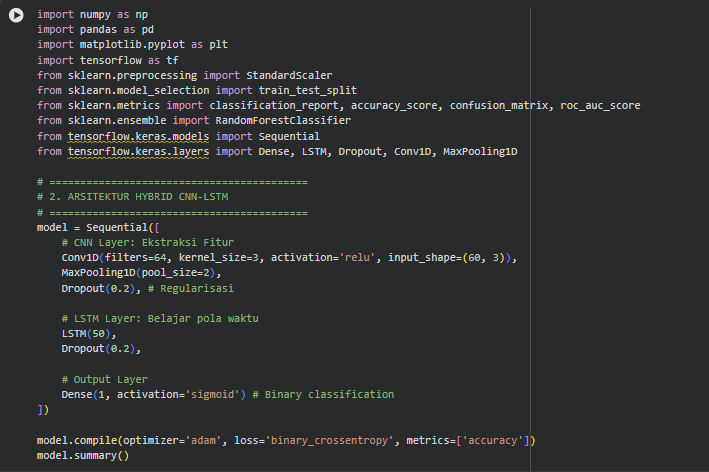 import numpy as np
import pandas as pd
import matplotlib.pyplot as plt
import tensorflow as tf
from sklearn.preprocessing import StandardScaler
from sklearn.model_selection import train_test_split
from sklearn.metrics import classification_report, accuracy_score, confusion_matrix, roc_auc_score
from sklearn.ensemble import RandomForestClassifier
from tensorflow.keras.models import Sequential
from tensorflow.keras.layers import Dense, LSTM, Dropout, Conv1D, MaxPooling1D

# ==========================================
# 2. ARSITEKTUR HYBRID CNN-LSTM
# ==========================================
model = Sequential([
    # CNN Layer: Ekstraksi Fitur
    Conv1D(filters=64, kernel_size=3, activation='relu', input_shape=(60, 3)),
    MaxPooling1D(pool_size=2),
    Dropout(0.2), # Regularisasi

    # LSTM Layer: Belajar pola waktu
    LSTM(50),
    Dropout(0.2),

    # Output Layer
    Dense(1, activation='sigmoid') # Binary classification
])

model.compile(optimizer='adam', loss='binary_crossentropy', metrics=['accuracy'])
model.summary()